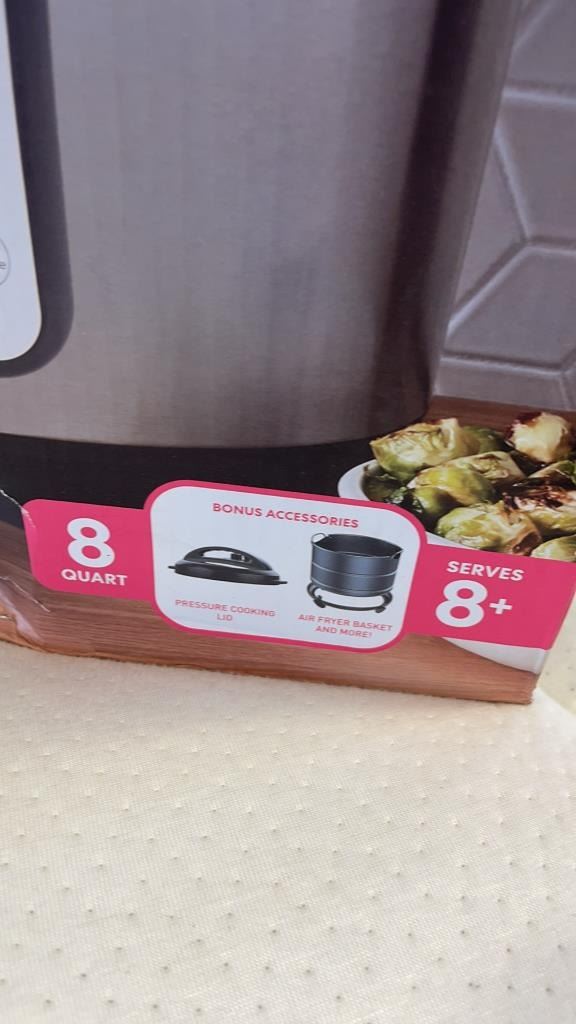 8
QUART
BONUS ACCESSORIES
PRESSURE COOKING
LID
AIR FRYER BASKET
AND MORE!
SERVES
8+